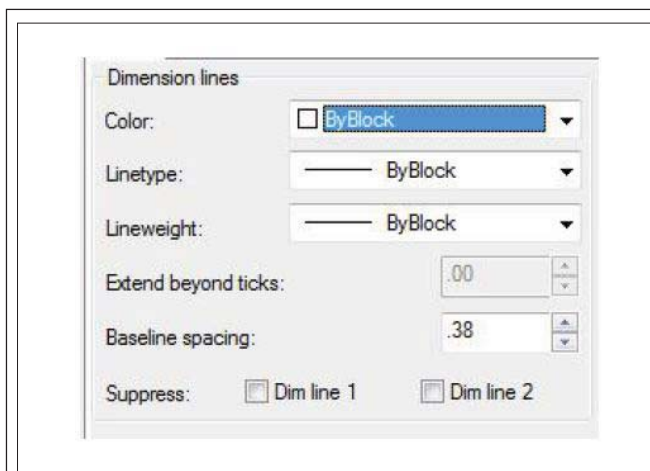 Dimension lines
Color: ByBlock
Linetype: ByBlock
Lineweight: ByBlock
Extend beyond ticks: .00
Baseline spacing: .38
Suppress: Dim line 1 Dim line 2